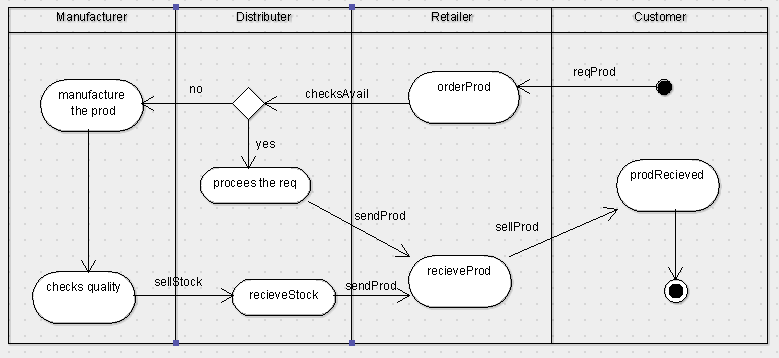 Manufacturer
Distributer
Retailer
Customer
reqProd
orderProd
checksAvail
no
manufacture
the prod
yes
procees the req
prodRecieved
sendProd
sellProd
recieveProd
checks quality
sellStock
recieveStock
sendProd